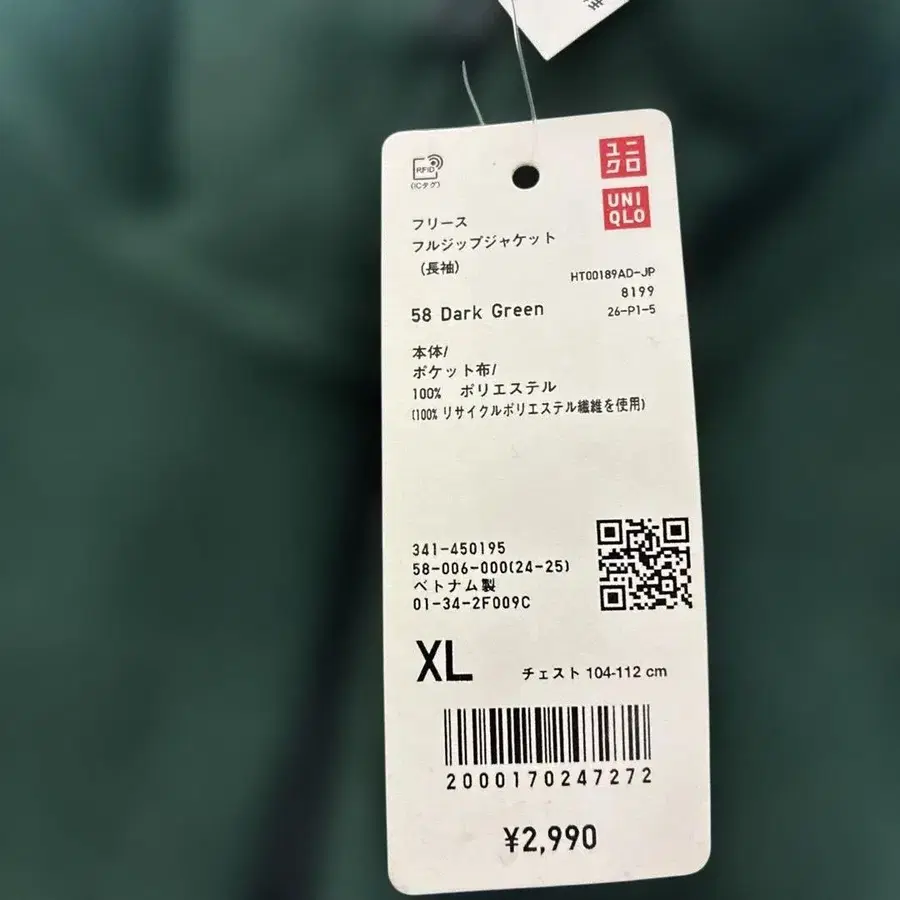 RFID
(ICタグ)
ユニ
クロ
UNI
QLO
フリース
フルジップジャケット
(長袖)
HT00189AD-JP
8199
26-P1-5
58 Dark Green
本体/
ポケット布/
100% ポリエステル
(100% リサイクルポリエステル繊維を使用)
341-450195
58-006-000(24-25)
ベトナム製
01-34-2F009C
XL
チェスト 104-112 cm
2000170247272
¥2,990